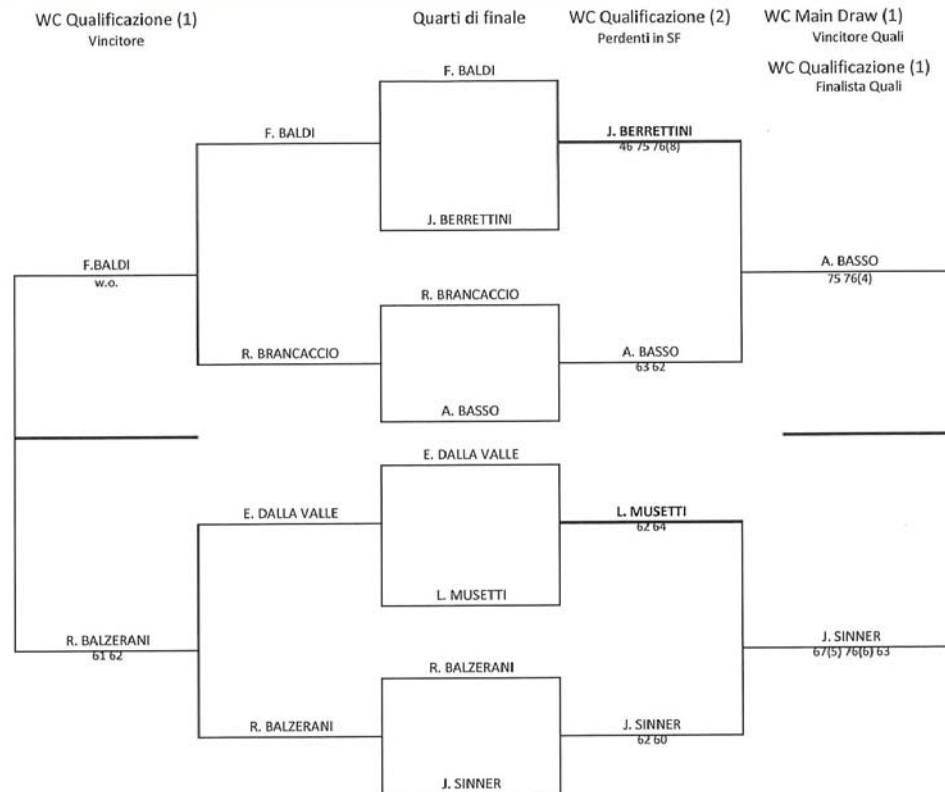 WC Qualificazione (1)
Vincitore
Quarti di finale
WC Qualificazione (2)
Perdenti in SF
WC Main Draw (1)
Vincitore Quali
WC Qualificazione (1)
Finalista Quali
F. BALDI
F. BALDI
J. BERRETTINI
46 75 76(8)
J. BERRETTINI
F.BALDI
w.o.
A. BASSO
75 76(4)
R. BRANCACCIO
R. BRANCACCIO
A. BASSO
63 62
A. BASSO
E. DALLA VALLE
E. DALLA VALLE
L. MUSETTI
62 64
L. MUSETTI
R. BALZERANI
61 62
J. SINNER
67(5) 76(6) 63
R. BALZERANI
R. BALZERANI
J. SINNER
62 60
J. SINNER